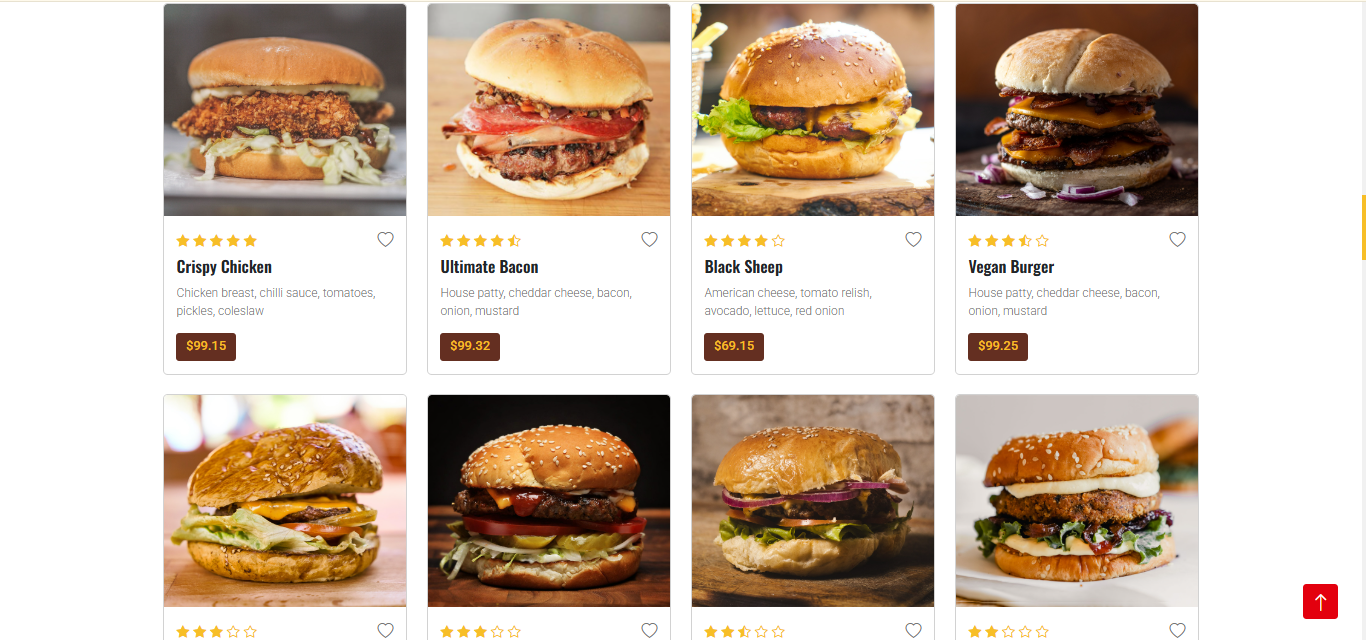 Crispy Chicken
Chicken breast, chilli sauce, tomatoes,
pickles, coleslaw
$99.15
Ultimate Bacon
House patty, cheddar cheese, bacon,
onion, mustard
$99.32
Black Sheep
American cheese, tomato relish,
avocado, lettuce, red onion
$69.15
Vegan Burger
House patty, cheddar cheese, bacon,
onion, mustard
$99.25